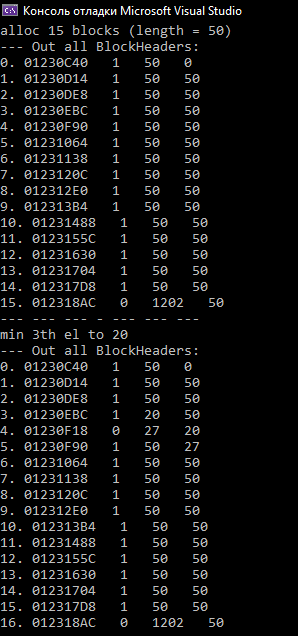 Консоль отладки Microsoft Visual Studio
alloc 15 blocks (length = 50)
--- Out all BlockHeaders:
0. 01230C40 1 50 0
1. 01230D14 1 50 50
2. 01230DE8 1 50 50
3. 01230EBC 1 50 50
4. 01230F90 1 50 50
5. 01231064 1 50 50
6. 01231138 1 50 50
7. 0123120C 1 50 50
8. 012312E0 1 50 50
9. 012313B4 1 50 50
10. 01231488 1 50 50
11. 0123155C 1 50 50
12. 01231630 1 50 50
13. 01231704 1 50 50
14. 012317D8 1 50 50
15. 012318AC 0 1202 50
--- --- --- - --- --- ---
min 3th el to 20
--- Out all BlockHeaders:
0. 01230C40 1 50 0
1. 01230D14 1 50 50
2. 01230DE8 1 50 50
3. 01230EBC 1 20 50
4. 01230F18 0 27 20
5. 01230F90 1 50 27
6. 01231064 1 50 50
7. 01231138 1 50 50
8. 0123120C 1 50 50
9. 012312E0 1 50 50
10. 012313B4 1 50 50
11. 01231488 1 50 50
12. 0123155C 1 50 50
13. 01231630 1 50 50
14. 01231704 1 50 50
15. 012317D8 1 50 50
16. 012318AC 0 1202 50